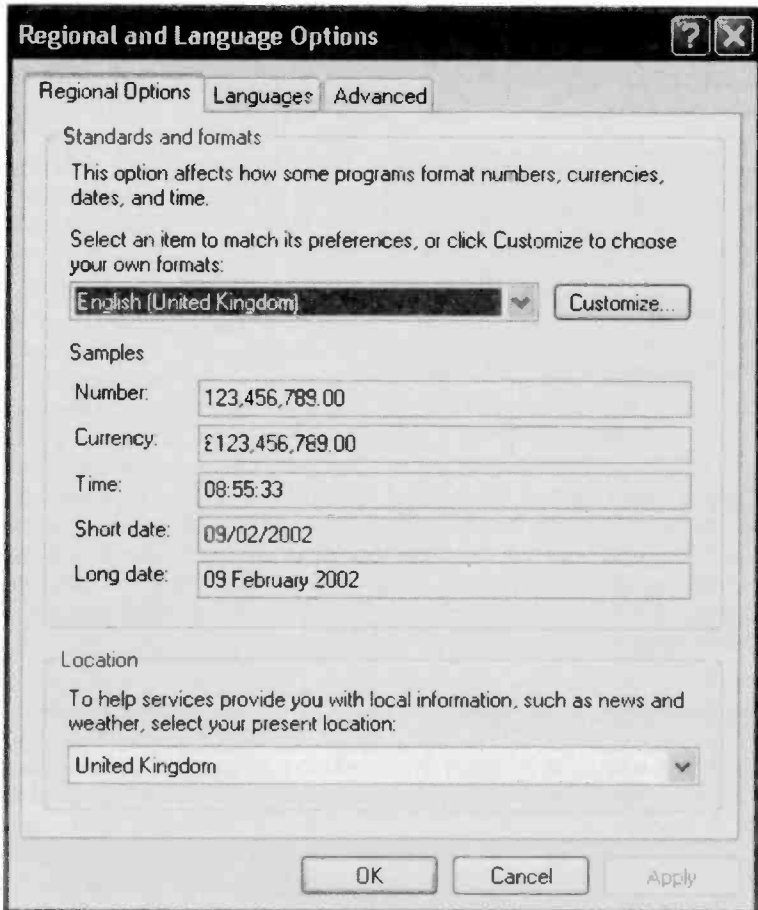 Regional and Language Options
Regional Options Languages Advanced
Standards and formats
This option affects how some programs format numbers, currencies,
dates, and time.
Select an item to match its preferences, or click Customize to choose
your own formats:
English (United Kingdom) Customize...
Samples
Number: 123,456,789.00
Currency: £123,456,789.00
Time: 08:55:33
Short date: 09/02/2002
Long date: 09 February 2002
Location
To help services provide you with local information, such as news and
weather, select your present location:
United Kingdom
OK Cancel Apply